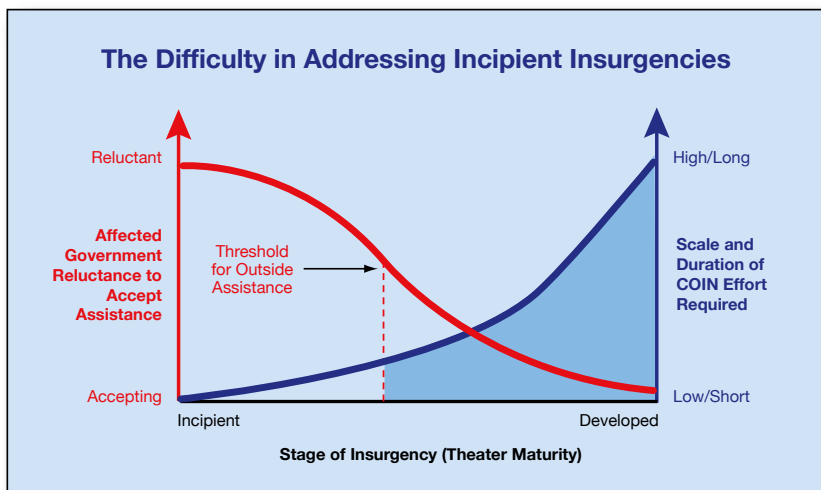 The Difficulty in Addressing Incipient Insurgencies
Reluctant
High/Long
Affected
Government
Reluctance to
Accept
Assistance
Threshold
for Outside
Assistance
Scale and
Duration of
COIN Effort
Required
Accepting
Low/Short
Incipient
Developed
Stage of Insurgency (Theater Maturity)